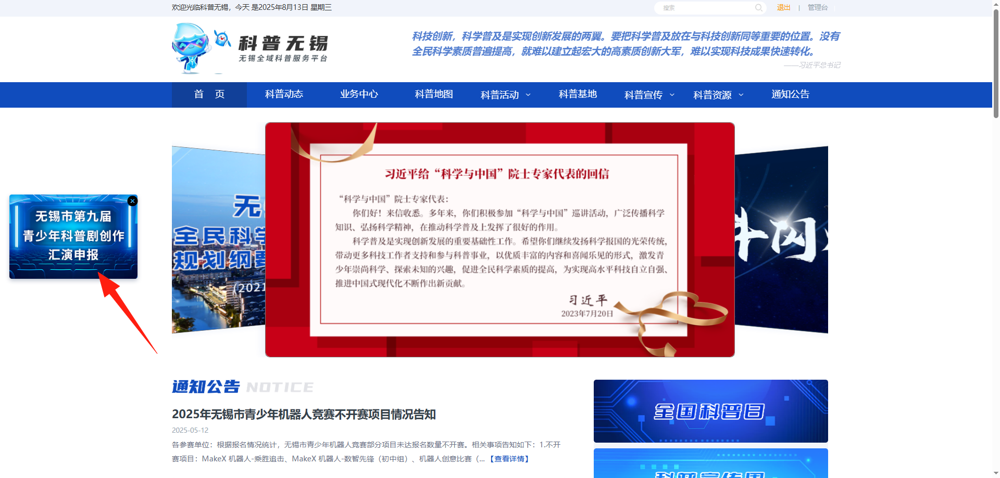 欢迎光临科普无锡，今天 是2025年8月13日 星期三
搜索
退出 | 管理台
科普无锡
无锡全域科普服务平台
科技创新，科学普及是实现创新发展的两翼。要把科学普及放在与科技创新同等重要的位置。没有
全民科学素质普遍提高，就难以建立起宏大的高素质创新大军，难以实现科技成果快速转化。
——习近平总书记
首 页 科普动态 业务中心 科普地图 科普活动 科普基地 科普宣传 科普资源 通知公告
无锡市第九届
青少年科普剧创作
汇演申报
无
全民科学
规划纲要
(2021
习近平给“科学与中国”院士专家代表的回信
“科学与中国”院士专家代表：
你们好！来信收悉。多年来，你们积极参加“科学与中国”巡讲活动，广泛传播科学
知识、弘扬科学精神，在推动科学普及上发挥了很好的作用。
科学普及是实现创新发展的重要基础性工作。希望你们继续发扬科学报国的光荣传统，
带动更多科技工作者支持和参与科普事业，以优质丰富的内容和喜闻乐见的形式，激发青
少年崇尚科学、探索未知的兴趣，促进全民科学素质的提高，为实现高水平科技自立自强、
推进中国式现代化不断作出新贡献。
习近平
2023年7月20日
闪
通知公告 NOTICE
2025年无锡市青少年机器人竞赛不开赛项目情况告知
2025-05-12
各参赛单位：根据报名情况统计，无锡市青少年机器人竞赛部分项目未达报名数量不开赛。相关事项告知如下：1.不开
赛项目：MakeX 机器人-乘胜追击、MakeX 机器人-数智先锋（初中组）、机器人创意比赛（... 【查看详情】
全国科普日
科普宣传周